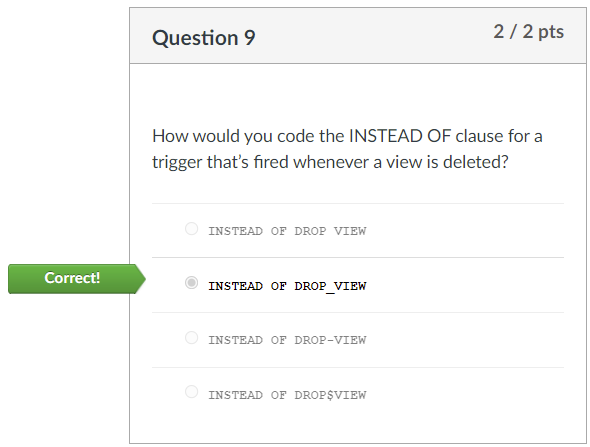 Question 9
2 / 2 pts
How would you code the INSTEAD OF clause for a
trigger that’s fired whenever a view is deleted?
INSTEAD OF DROP VIEW
Correct!
INSTEAD OF DROP_VIEW
INSTEAD OF DROP-VIEW
INSTEAD OF DROP$VIEW